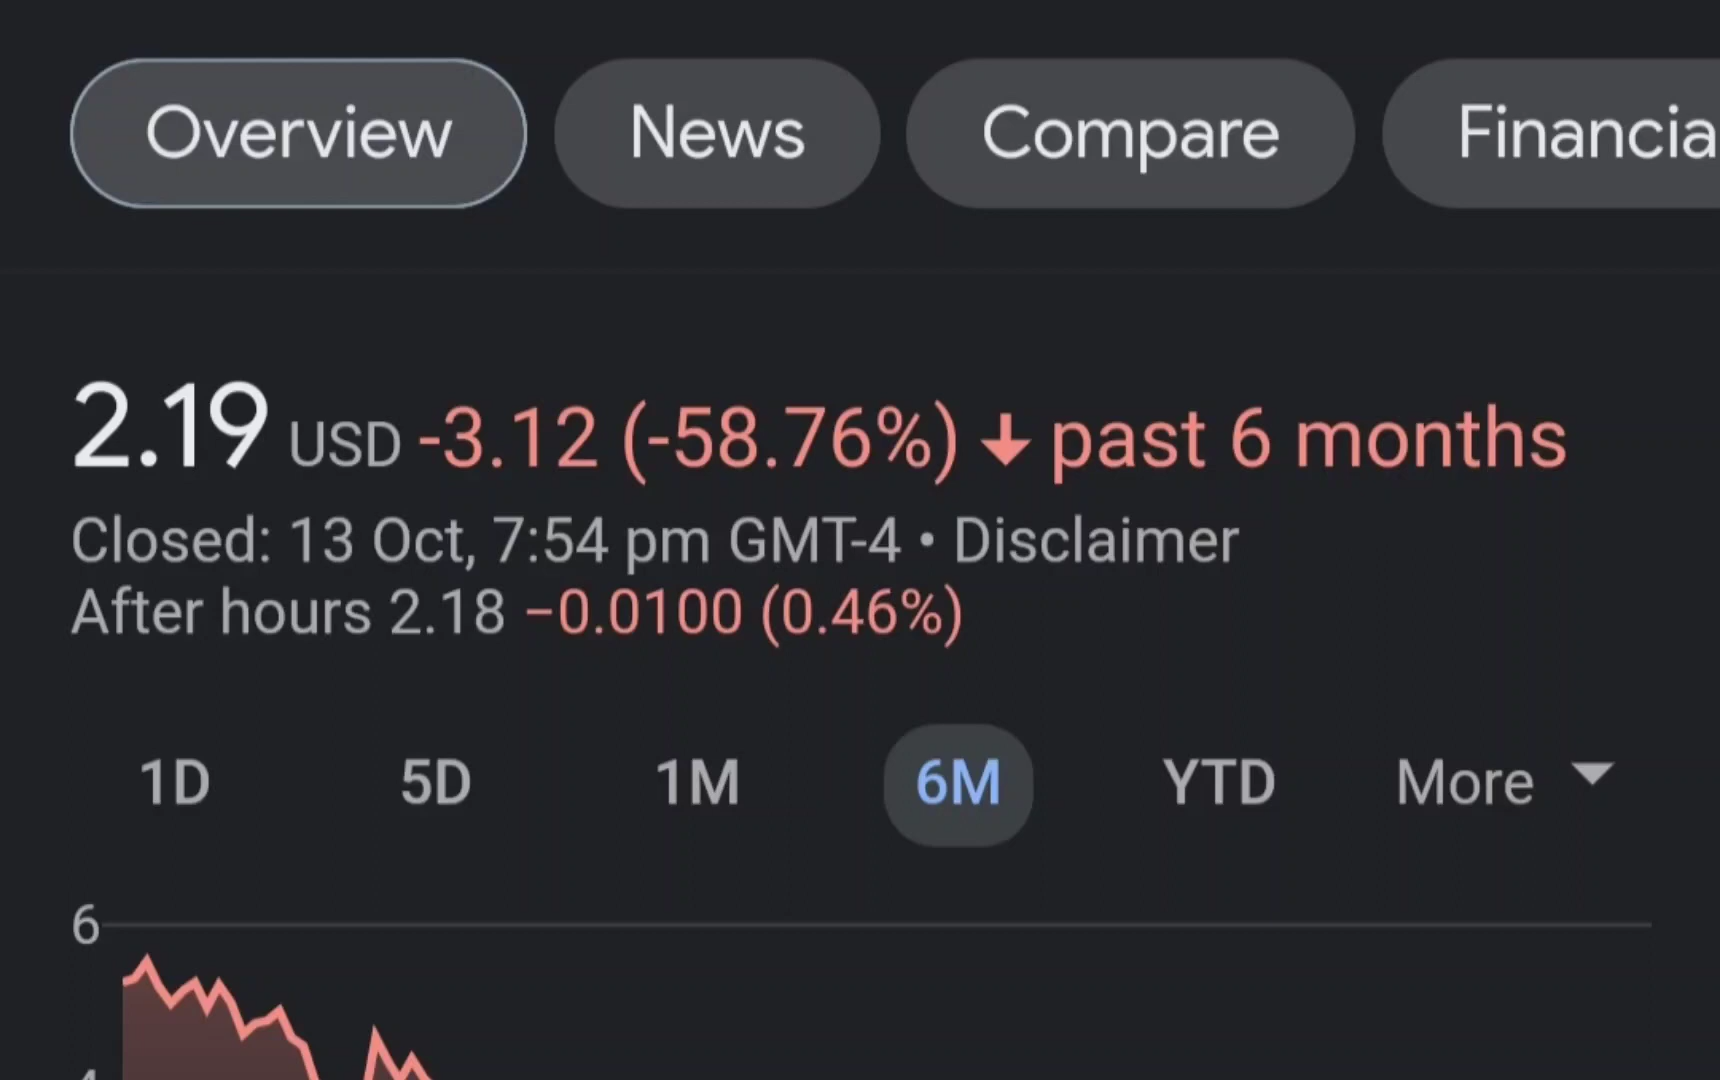 Overview News Compare Financia
2.19 USD -3.12 (-58.76%) ↓ past 6 months
Closed: 13 Oct, 7:54 pm GMT-4 • Disclaimer
After hours 2.18 −0.0100 (0.46%)
1D 5D 1M 6M YTD More
6
4